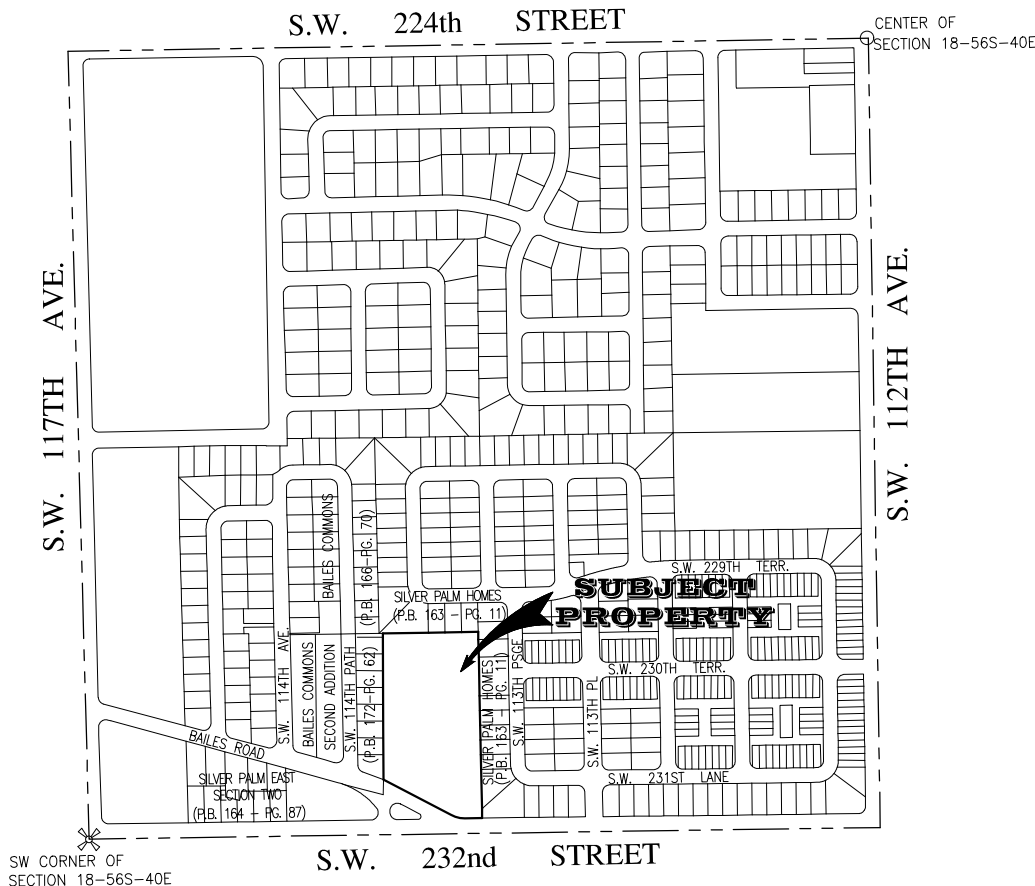 S.W. 224th STREET
CENTER OF
SECTION 18-56S-40E
S.W. 117TH AVE.
S.W. 112TH AVE.
BAILES COMMONS
(P.B. 166-PG. 70)
SILVER PALM HOMES
(P.B. 163 - PG. 11)
SUBJECT
PROPERTY
S.W. 229TH TERR.
S.W. 114TH AVE.
BAILES COMMONS
SECOND ADDITION
S.W. 114TH PATH
(P.B. 172-PG. 62)
SILVER PALM HOMES
(P.B. 163 - PG. 11)
S.W. 113TH PSGE
S.W. 113TH PL
S.W. 230TH TERR.
S.W. 231ST LANE
BAILES ROAD
SILVER PALM EAST
SECTION TWO
(P.B. 164 - PG. 87)
SW CORNER OF
SECTION 18-56S-40E
S.W. 232nd STREET